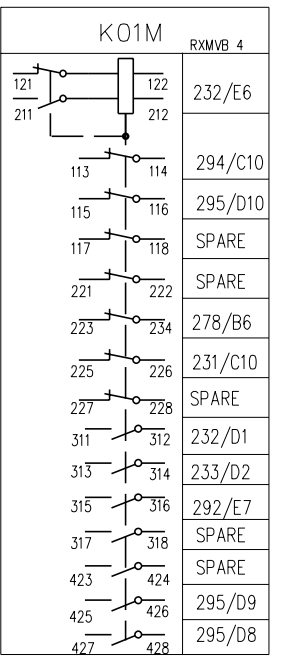 K01M RXMVB 4
121 122 232/E6
211 212
113 114 294/C10
115 116 295/D10
117 118 SPARE
221 222 SPARE
223 234 278/B6
225 226 231/C10
227 228 SPARE
311 312 232/D1
313 314 233/D2
315 316 292/E7
317 318 SPARE
423 424 SPARE
425 426 295/D9
427 428 295/D8